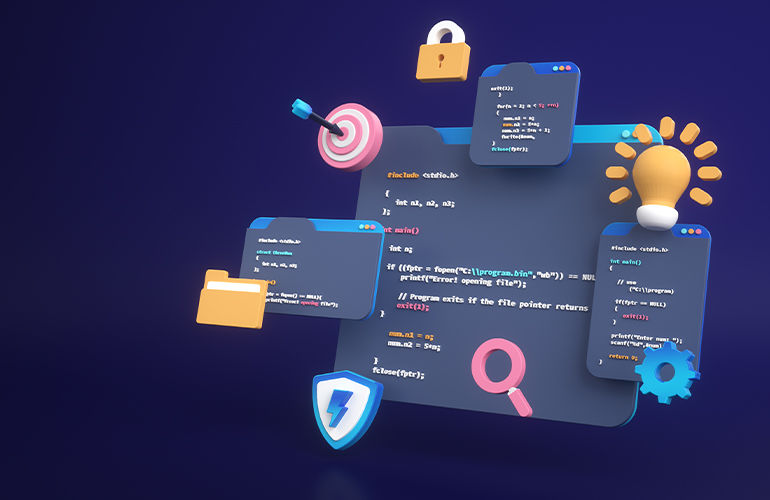 exit(1);
}
for(n = 1; n < 5; ++n)
{
num.n1 = n;
num.n2 = 5*n;
num.n3 = 5*n + 1;
fwrite(&num,
}
fclose(fptr);
#include <stdio.h>
{
int n1, n2, n3;
};
int main()
int n;
if ((fptr = fopen("C:\\program.bin","wb")) == NUL
printf("Error! opening file");
// Program exits if the file pointer returns
exit(1);
}
num.n1 = n;
num.n2 = 5*n;
}
fclose(fptr);
#include <stdio.h>
struct threeNum
{
int n1, n2, n3;
};
fptr = fopen() == NULL){
printf("Error! opening file");
#include <stdio.h>
int main()
{
// use
("C:\\program)
if(fptr == NULL)
{
exit(1);
}
printf("Enter num: ");
scanf("%d",&num)
return 0;
}